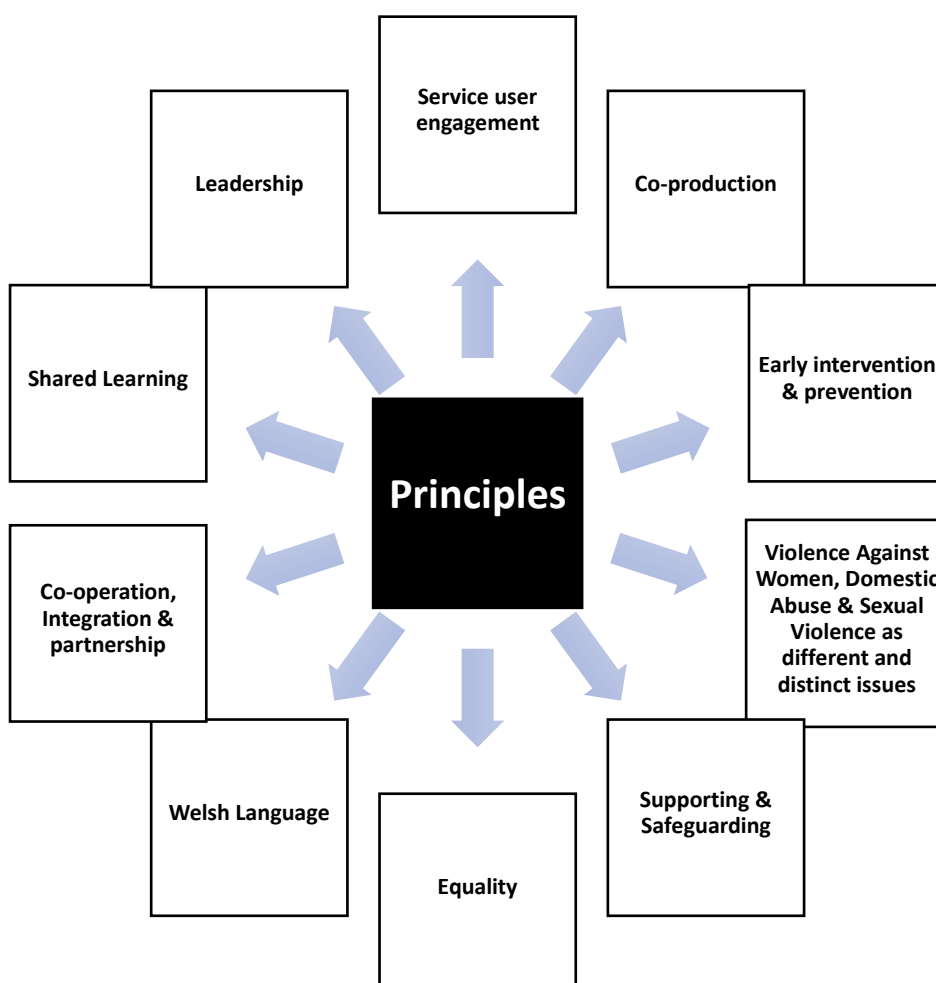 Service user
engagement
Leadership
Co-production
Shared Learning
Early intervention
& prevention
Principles
Co-operation,
Integration &
partnership
Violence Against
Women, Domestic
Abuse & Sexual
Violence as
different and
distinct issues
Welsh Language
Supporting &
Safeguarding
Equality